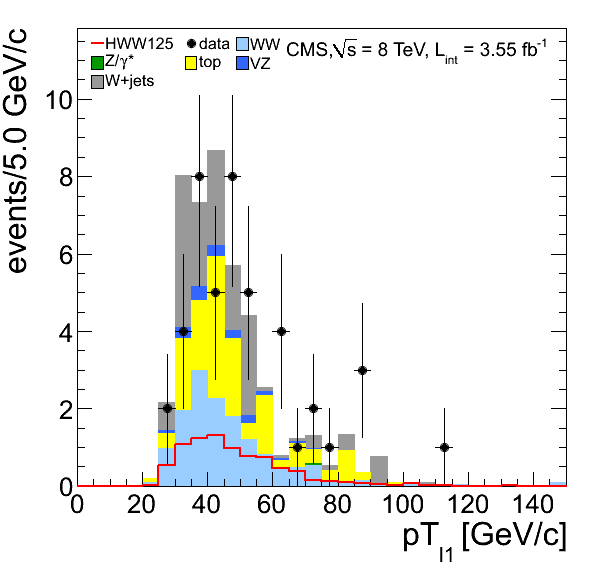 HWW125 data WW CMS,√s = 8 TeV, L_int = 3.55 fb^-1
Z/γ* top VZ
W+jets
events/5.0 GeV/c
10
8
6
4
2
0
0 20 40 60 80 100 120 140
pT_l1 [GeV/c]